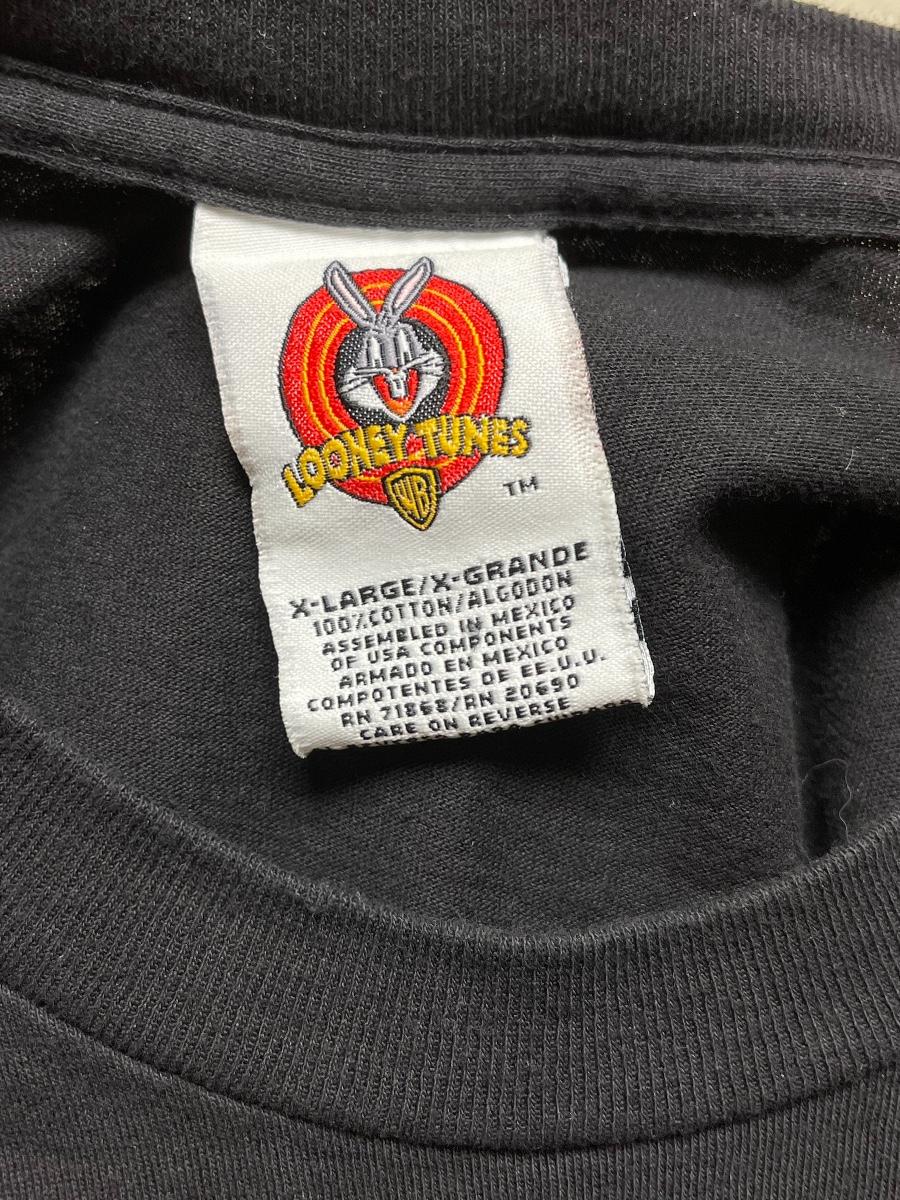 LOONEY TUNES
WB
TM
X-LARGE/X-GRANDE
100%COTTON/ALGODON
ASSEMBLED IN MEXICO
OF USA COMPONENTS
ARMADO EN MEXICO
COMPOTENTES DE EE.U.U.
RN 71868/RN 20690
CARE ON REVERSE